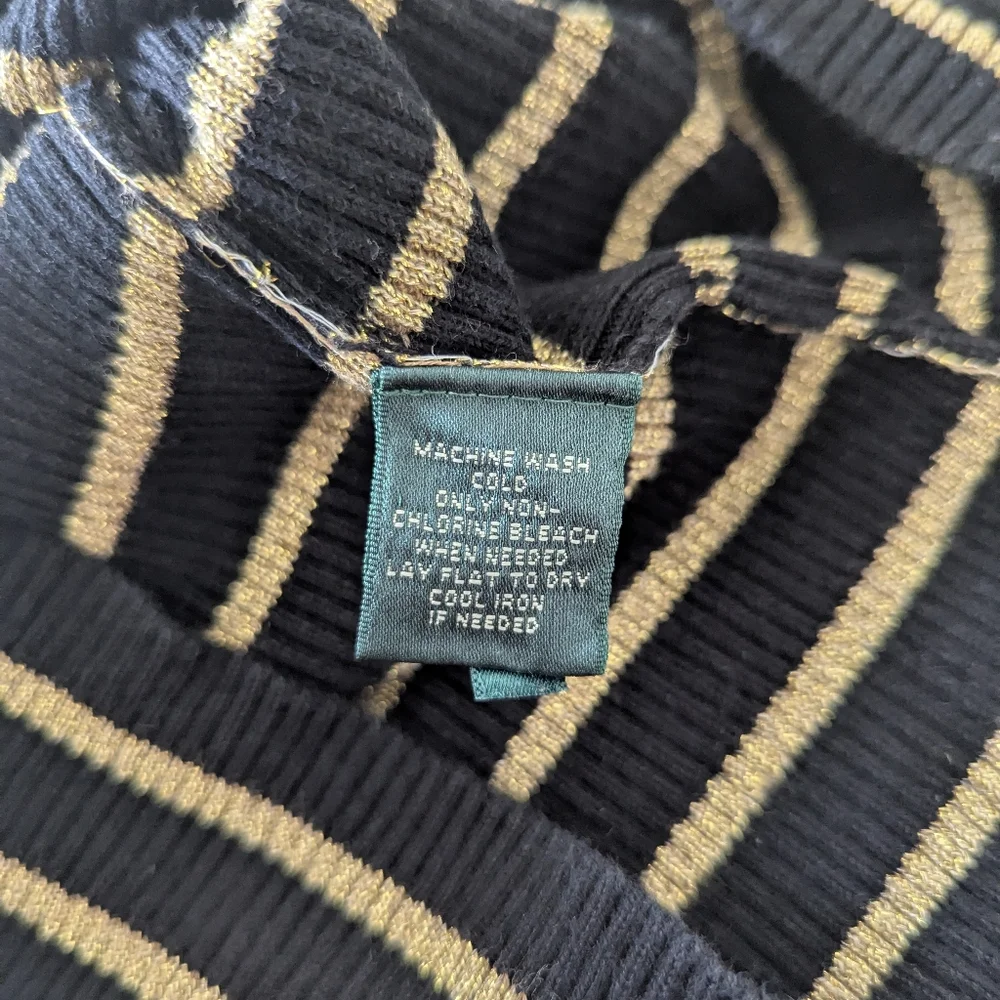 MACHINE WASH
COLD
ONLY NON-
CHLORINE BLEACH
WHEN NEEDED
LAY FLAT TO DRY
COOL IRON
IF NEEDED